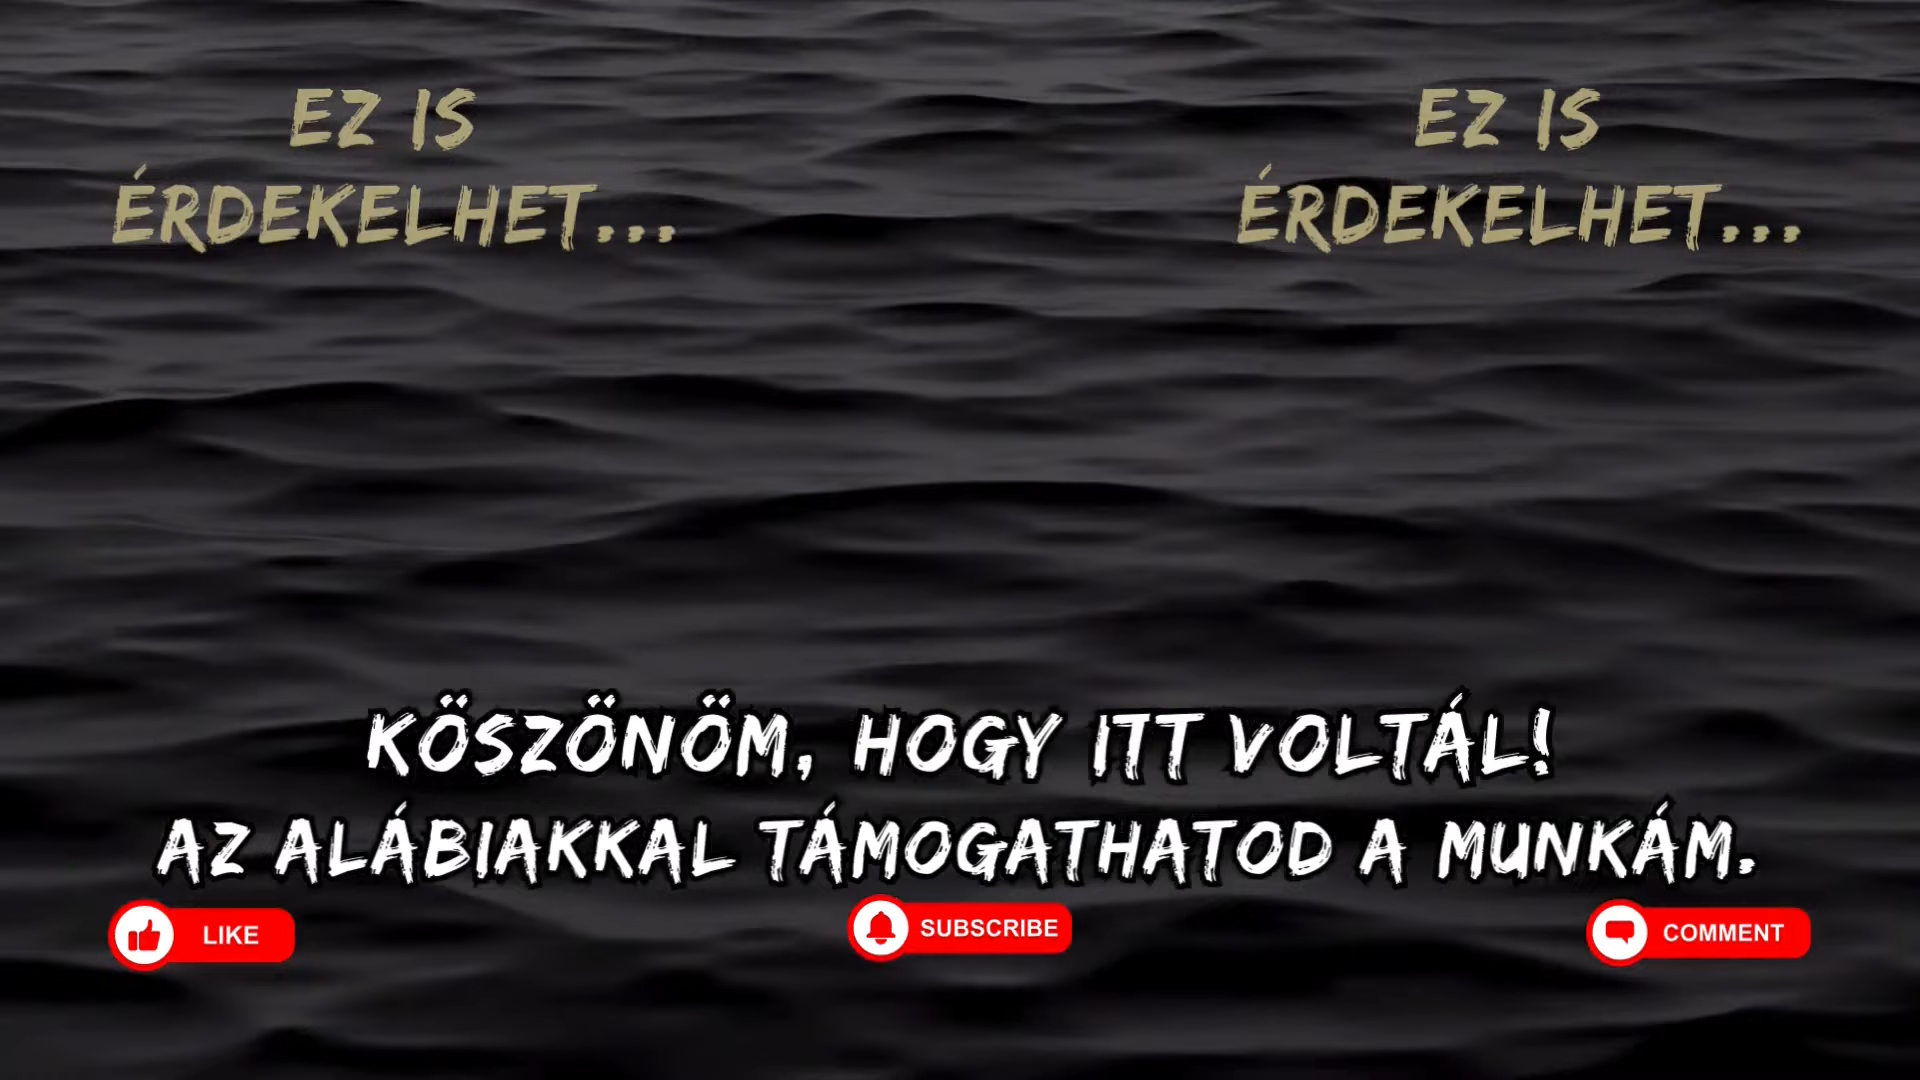 EZ IS
ÉRDEKELHET...
EZ IS
ÉRDEKELHET...
KÖSZÖNÖM, HOGY ITT VOLTÁL!
AZ ALÁBIAKKAL TÁMOGATHATOD A MUNKÁM.
LIKE
SUBSCRIBE
COMMENT